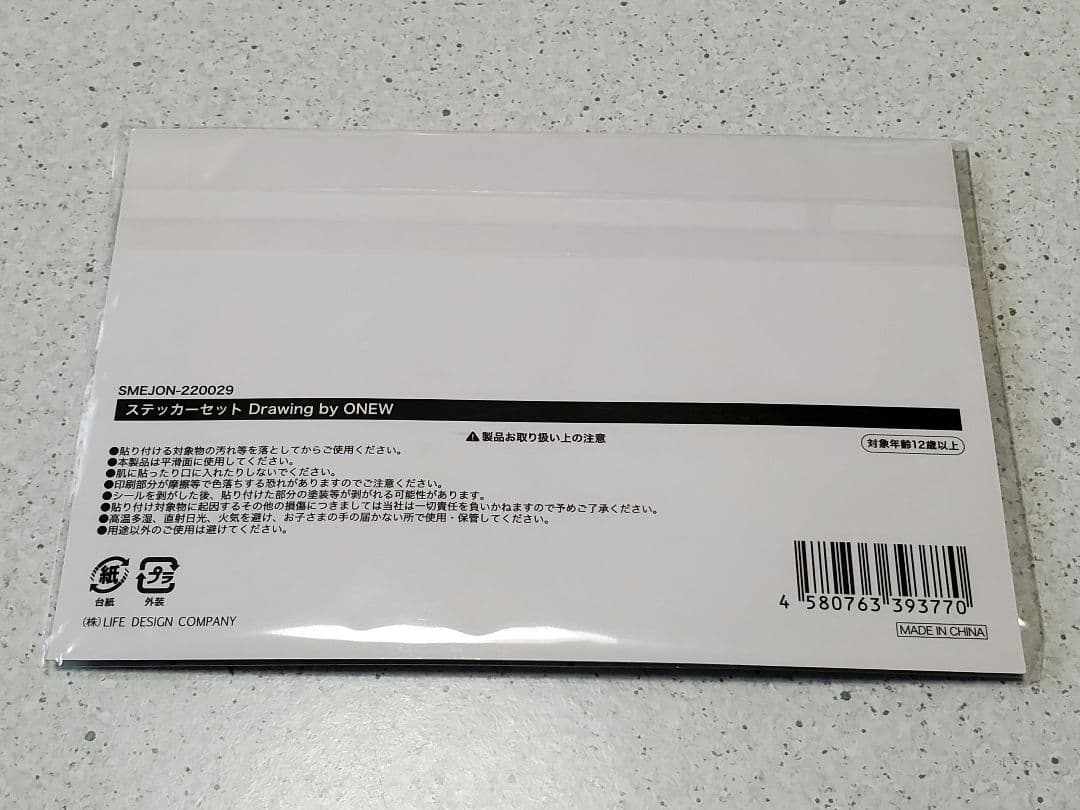 SMEJON-220029
ステッカーセット Drawing by ONEW
⚠製品お取り扱い上の注意
対象年齢12歳以上
●貼り付ける対象物の汚れ等を落としてからご使用ください。
●本製品は平滑面に使用してください。
●肌に貼ったり口に入れたりしないでください。
●印刷部分が摩擦等で色落ちする恐れがありますのでご注意ください。
●シールを剥がした後、貼り付けた部分の塗装等が剥がれる可能性があります。
●貼り付け対象物に起因するその他の損傷につきましては当社は一切責任を負いかねますので予めご了承ください。
●高温多湿、直射日光、火気を避け、お子さまの手の届かない所で使用・保管してください。
●用途以外のご使用は避けてください。
紙 プラ
台紙 外装
(株)LIFE DESIGN COMPANY
4 580763 393770
MADE IN CHINA